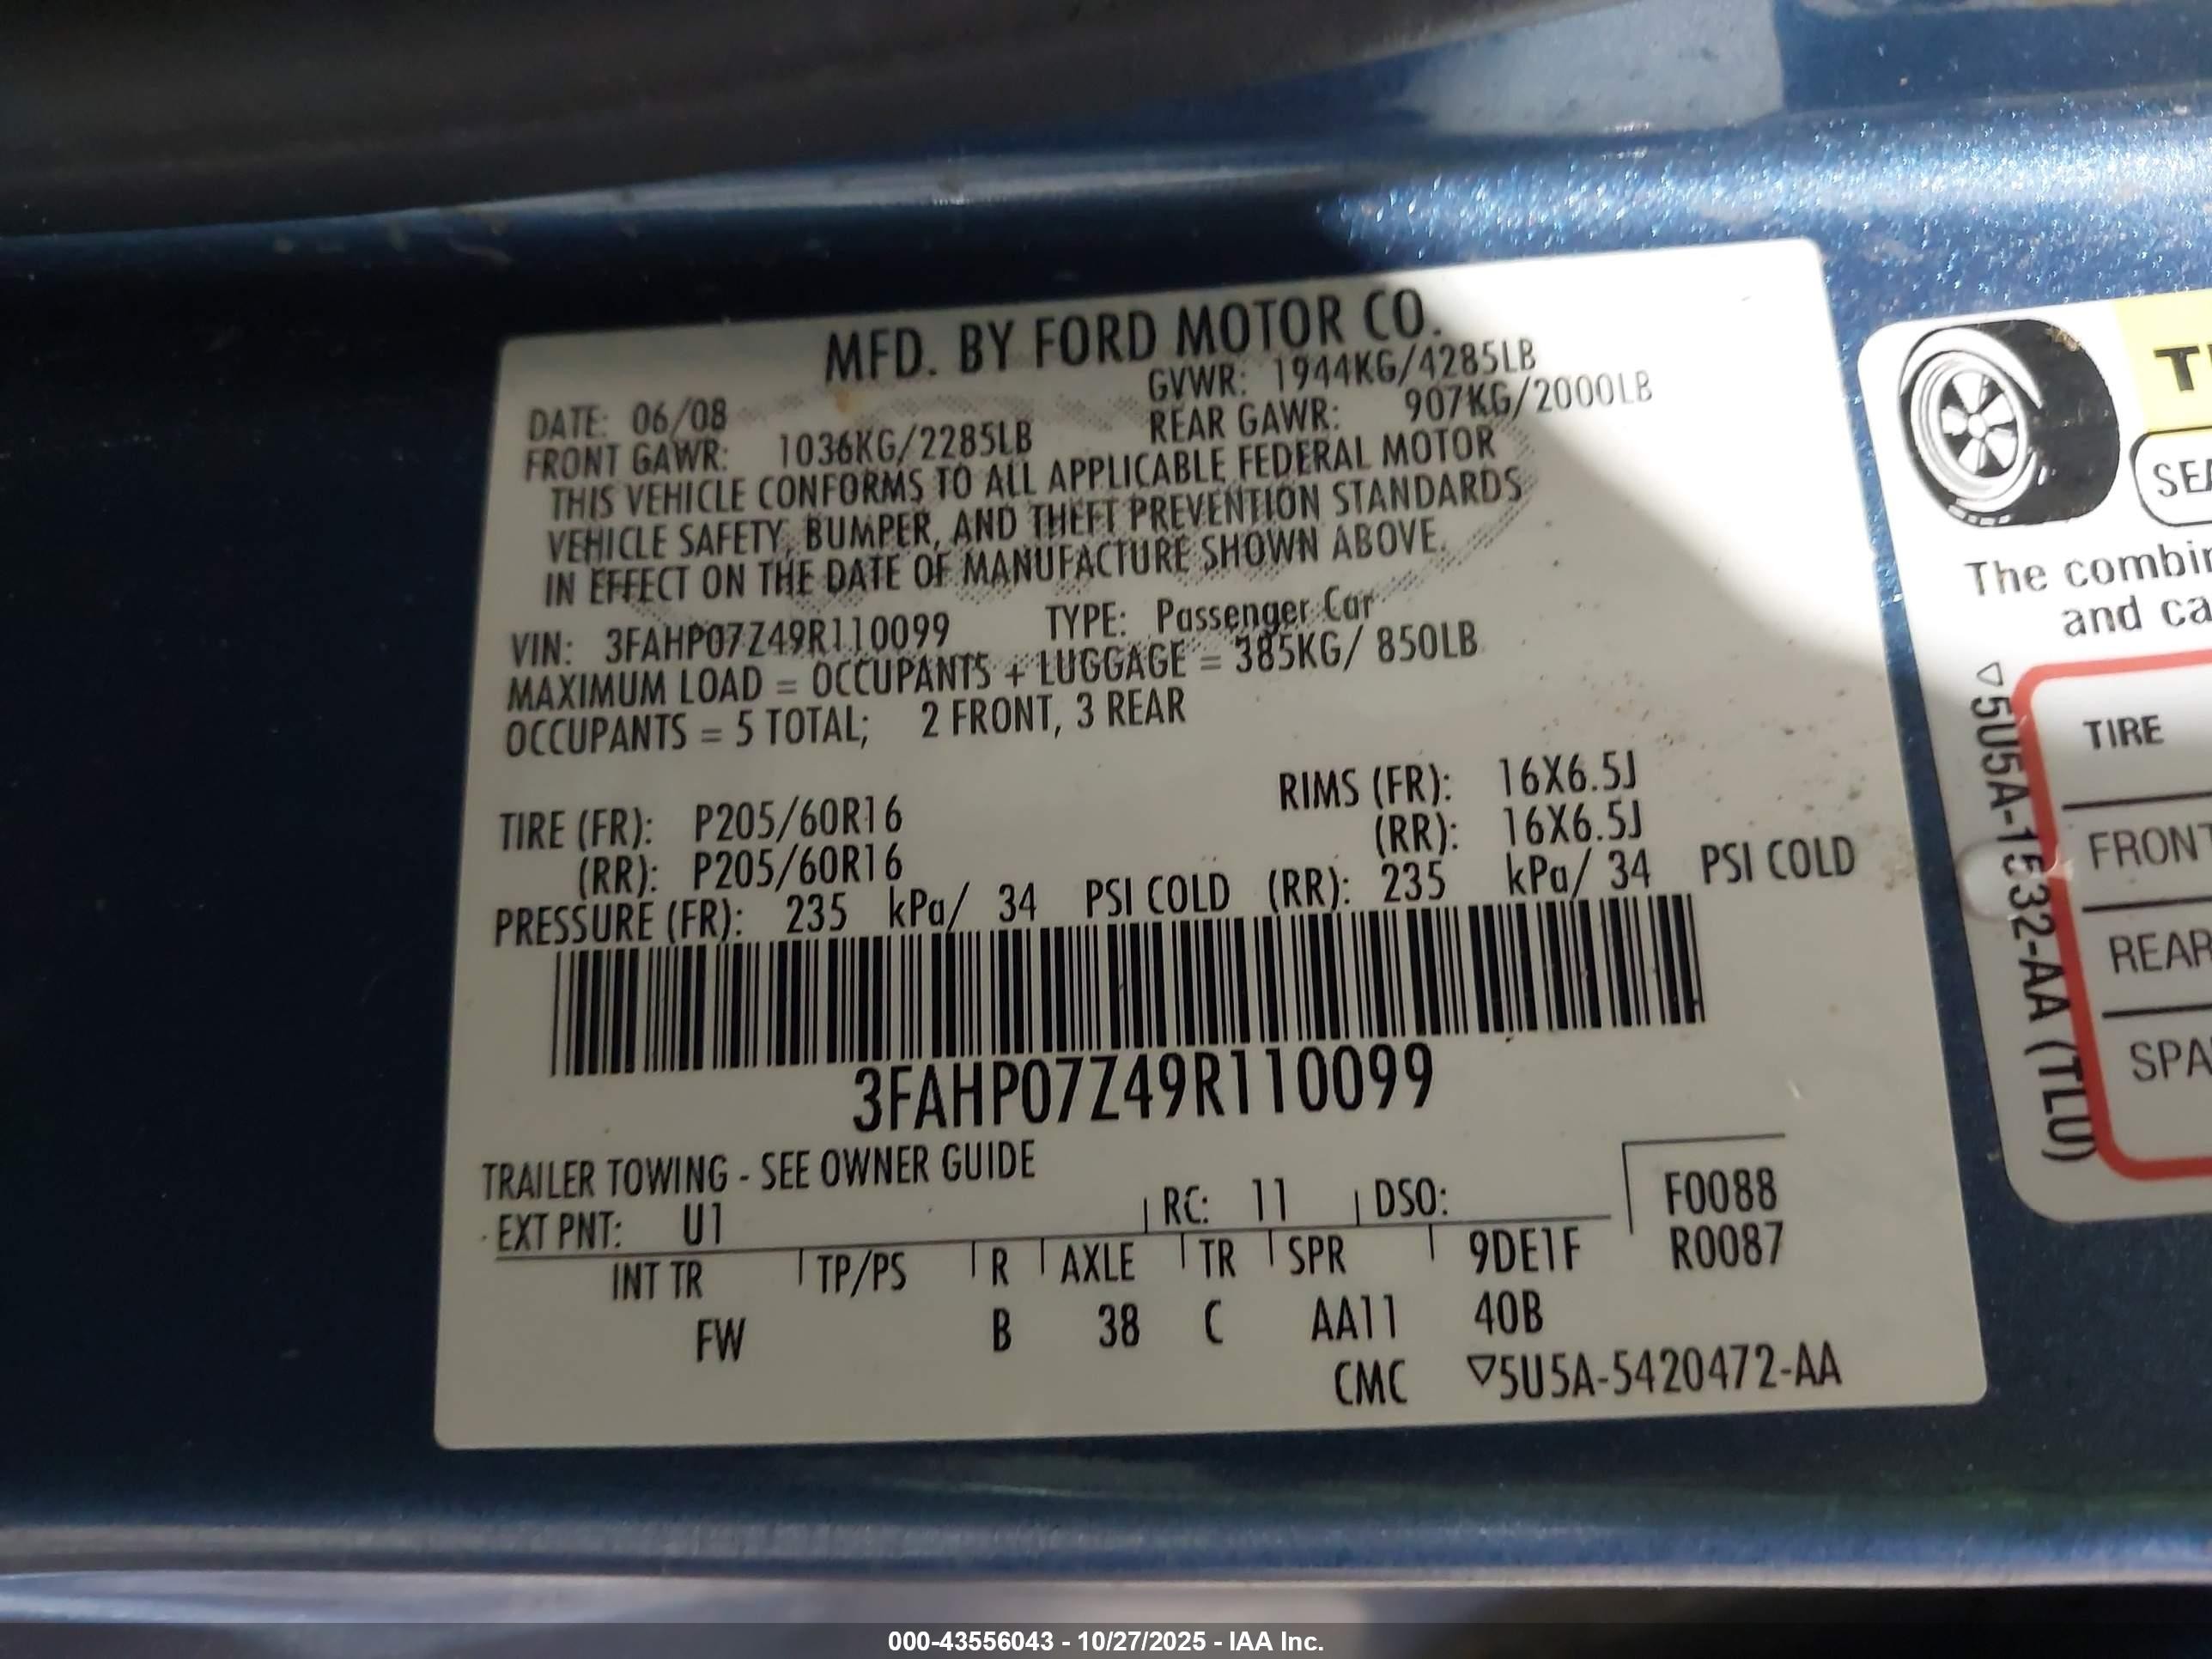 MFD. BY FORD MOTOR CO.
DATE: 06/08 GVWR: 1944KG/4285LB
FRONT GAWR: 1036KG/2285LB REAR GAWR: 907KG/2000LB
THIS VEHICLE CONFORMS TO ALL APPLICABLE FEDERAL MOTOR
VEHICLE SAFETY, BUMPER, AND THEFT PREVENTION STANDARDS
IN EFFECT ON THE DATE OF MANUFACTURE SHOWN ABOVE.
VIN: 3FAHP07Z49R110099 TYPE: Passenger Car
MAXIMUM LOAD = OCCUPANTS + LUGGAGE = 385KG/ 850LB
OCCUPANTS = 5 TOTAL; 2 FRONT, 3 REAR
TIRE (FR): P205/60R16 RIMS (FR): 16X6.5J
(RR): P205/60R16 (RR): 16X6.5J
PRESSURE (FR): 235 kPa/ 34 PSI COLD (RR): 235 kPa/ 34 PSI COLD
3FAHP07Z49R110099
TRAILER TOWING - SEE OWNER GUIDE
EXT PNT: U1 RC: 11 DSO: F0088
INT TR TP/PS R AXLE TR SPR 9DE1F R0087
FW B 38 C AA11 40B
CMC ▽5U5A-5420472-AA
TI
SEA
The combin
and ca
▽5U5A-1532-AA (TLU)
TIRE
FRONT
REAR
SPA
000-43556043 - 10/27/2025 - IAA Inc.